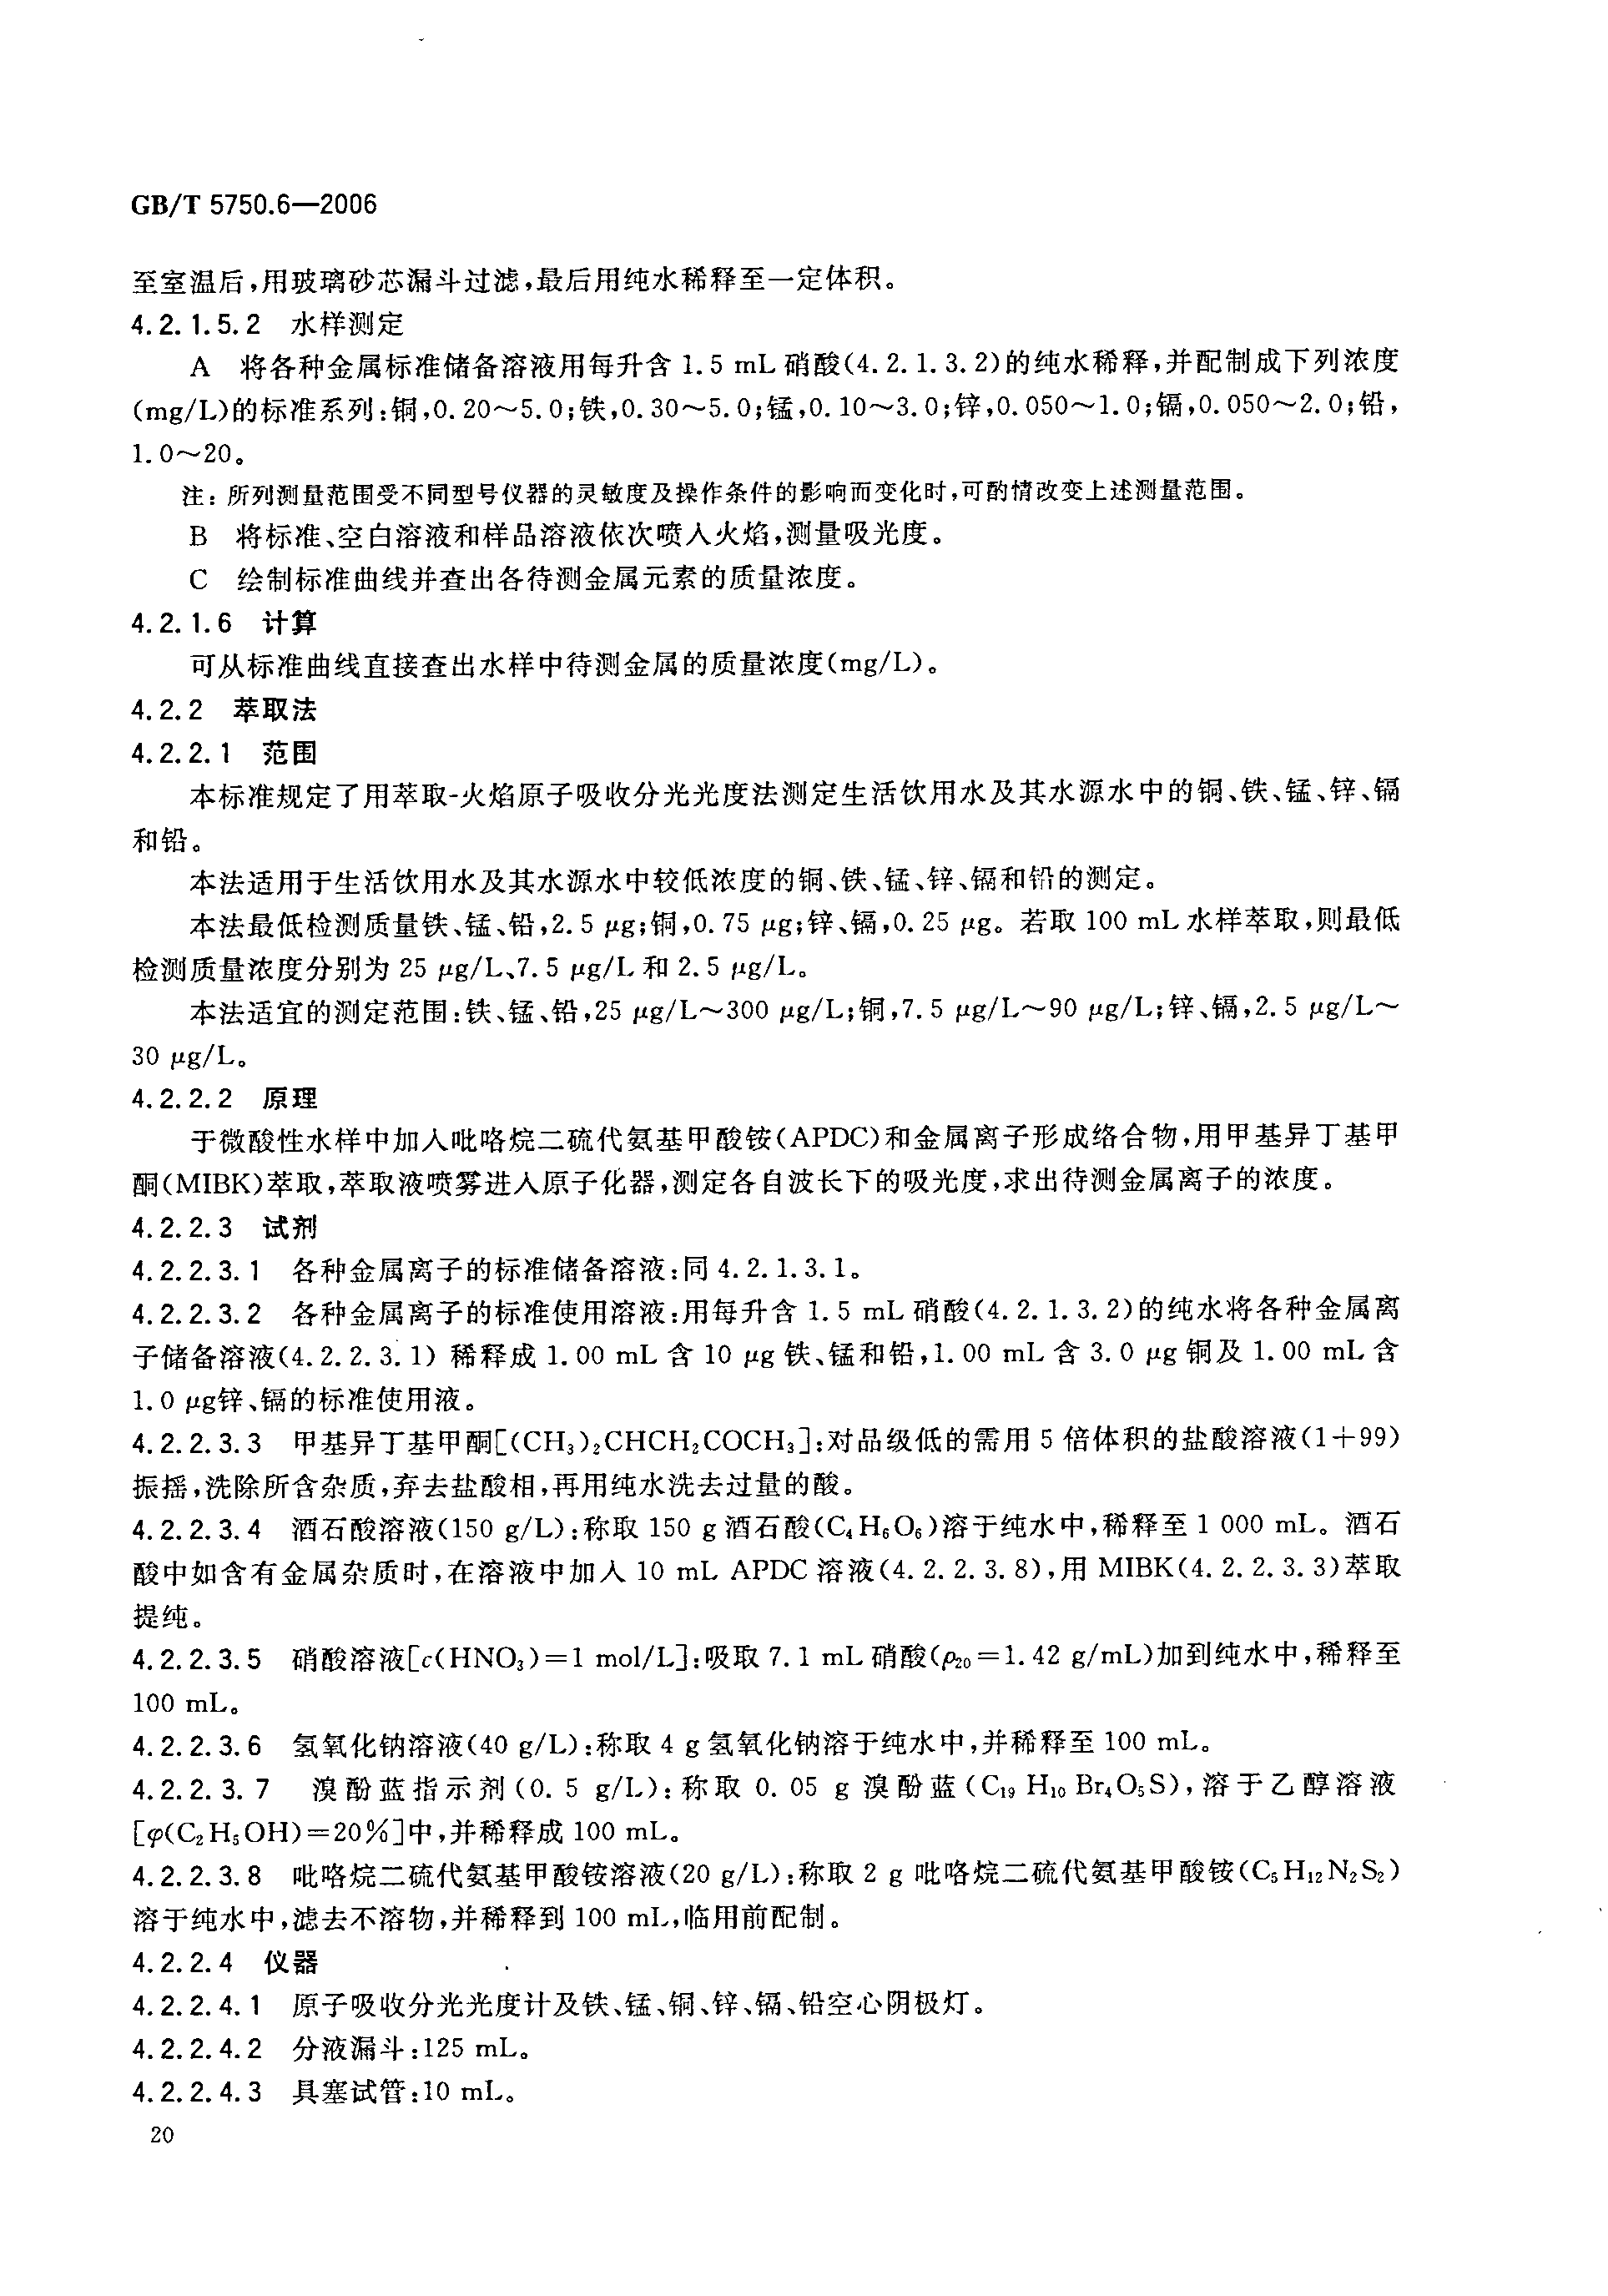 GB/T 5750.6—2006
至室温后,用玻璃砂芯漏斗过滤,最后用纯水稀释至一定体积。
4.2.1.5.2 水样测定
A 将各种金属标准储备溶液用每升含 1.5 mL 硝酸(4.2.1.3.2)的纯水稀释,并配制成下列浓度
(mg/L)的标准系列:铜,0.20～5.0;铁,0.30～5.0;锰,0.10～3.0;锌,0.050～1.0;镉,0.050～2.0;铅,
1.0～20。
注:所列测量范围受不同型号仪器的灵敏度及操作条件的影响而变化时,可酌情改变上述测量范围。
B 将标准、空白溶液和样品溶液依次喷入火焰,测量吸光度。
C 绘制标准曲线并查出各待测金属元素的质量浓度。
4.2.1.6 计算
可从标准曲线直接查出水样中待测金属的质量浓度(mg/L)。
4.2.2 萃取法
4.2.2.1 范围
本标准规定了用萃取-火焰原子吸收分光光度法测定生活饮用水及其水源水中的铜、铁、锰、锌、镉
和铅。
本法适用于生活饮用水及其水源水中较低浓度的铜、铁、锰、锌、镉和铅的测定。
本法最低检测质量铁、锰、铅,2.5 μg;铜,0.75 μg;锌、镉,0.25 μg。若取 100 mL 水样萃取,则最低
检测质量浓度分别为 25 μg/L、7.5 μg/L 和 2.5 μg/L。
本法适宜的测定范围:铁、锰、铅,25 μg/L～300 μg/L;铜,7.5 μg/L～90 μg/L;锌、镉,2.5 μg/L～
30 μg/L。
4.2.2.2 原理
于微酸性水样中加入吡咯烷二硫代氨基甲酸铵(APDC)和金属离子形成络合物,用甲基异丁基甲
酮(MIBK)萃取,萃取液喷雾进入原子化器,测定各自波长下的吸光度,求出待测金属离子的浓度。
4.2.2.3 试剂
4.2.2.3.1 各种金属离子的标准储备溶液:同 4.2.1.3.1。
4.2.2.3.2 各种金属离子的标准使用溶液:用每升含 1.5 mL 硝酸(4.2.1.3.2)的纯水将各种金属离
子储备溶液(4.2.2.3.1) 稀释成 1.00 mL 含 10 μg 铁、锰和铅,1.00 mL 含 3.0 μg 铜及 1.00 mL 含
1.0 μg锌、镉的标准使用液。
4.2.2.3.3 甲基异丁基甲酮[(CH₃)₂CHCH₂COCH₃]:对品级低的需用 5 倍体积的盐酸溶液(1+99)
振摇,洗除所含杂质,弃去盐酸相,再用纯水洗去过量的酸。
4.2.2.3.4 酒石酸溶液(150 g/L):称取 150 g 酒石酸(C₄H₆O₆)溶于纯水中,稀释至 1 000 mL。酒石
酸中如含有金属杂质时,在溶液中加入 10 mL APDC 溶液(4.2.2.3.8),用 MIBK(4.2.2.3.3)萃取
提纯。
4.2.2.3.5 硝酸溶液[c(HNO₃)=1 mol/L]:吸取 7.1 mL 硝酸(ρ₂₀=1.42 g/mL)加到纯水中,稀释至
100 mL。
4.2.2.3.6 氢氧化钠溶液(40 g/L):称取 4 g 氢氧化钠溶于纯水中,并稀释至 100 mL。
4.2.2.3.7 溴酚蓝指示剂(0.5 g/L):称取 0.05 g 溴酚蓝(C₁₉H₁₀Br₄O₅S),溶于乙醇溶液
[φ(C₂H₅OH)=20%]中,并稀释成 100 mL。
4.2.2.3.8 吡咯烷二硫代氨基甲酸铵溶液(20 g/L):称取 2 g 吡咯烷二硫代氨基甲酸铵(C₅H₁₂N₂S₂)
溶于纯水中,滤去不溶物,并稀释到 100 mL,临用前配制。
4.2.2.4 仪器
4.2.2.4.1 原子吸收分光光度计及铁、锰、铜、锌、镉、铅空心阴极灯。
4.2.2.4.2 分液漏斗:125 mL。
4.2.2.4.3 具塞试管:10 mL。
20